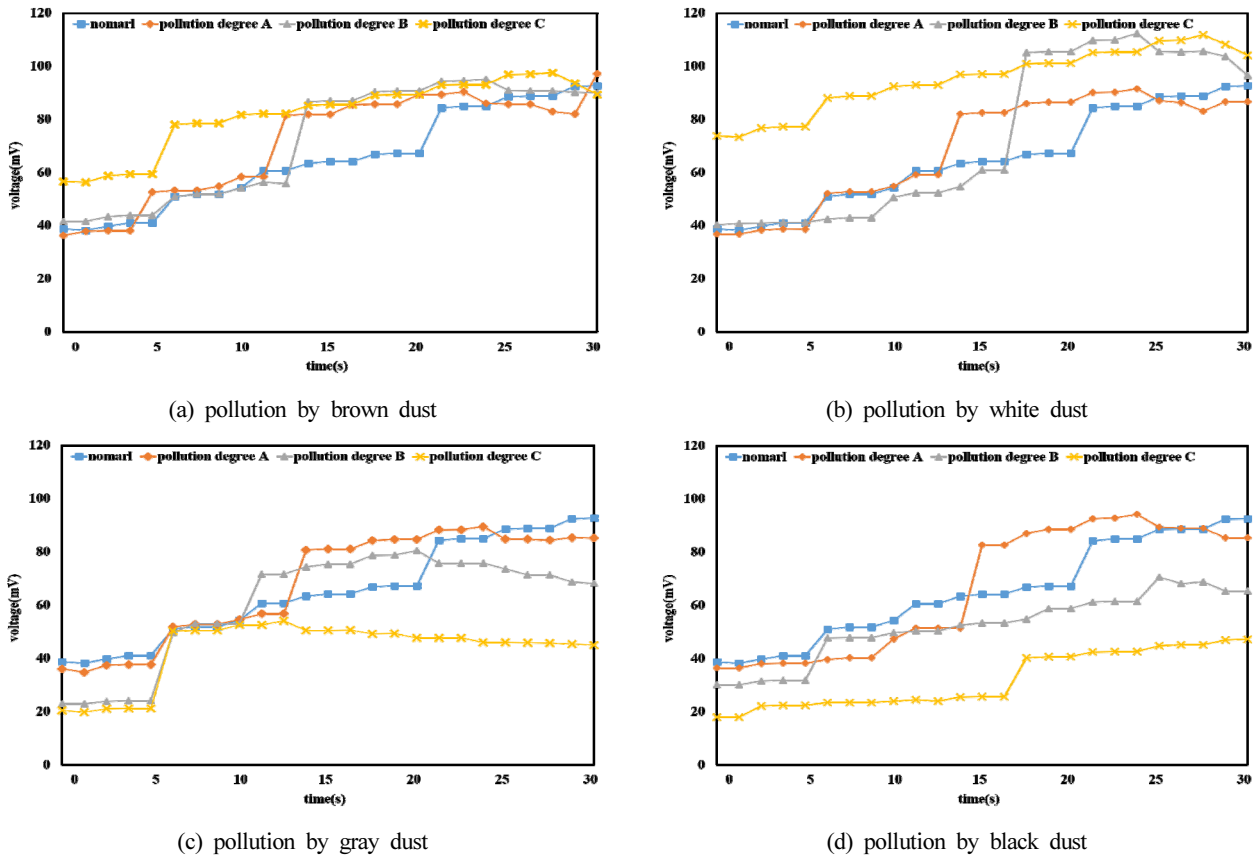 120
nomarl pollution degree A pollution degree B pollution degree C
100
80
60
40
20
0
voltage(mV)
0 5 10 15 20 25 30
time(s)
(a) pollution by brown dust
120
nomarl pollution degree A pollution degree B pollution degree C
100
80
60
40
20
0
voltage(mV)
0 5 10 15 20 25 30
time(s)
(b) pollution by white dust
120
nomarl pollution degree A pollution degree B pollution degree C
100
80
60
40
20
0
voltage(mV)
0 5 10 15 20 25 30
time(s)
(c) pollution by gray dust
120
nomarl pollution degree A pollution degree B pollution degree C
100
80
60
40
20
0
voltage(mV)
0 5 10 15 20 25 30
time(s)
(d) pollution by black dust